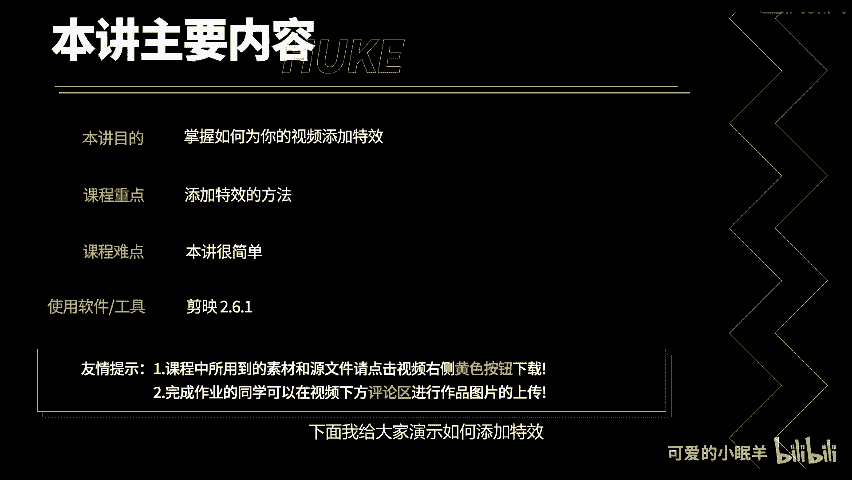 本讲主要内容
HUKE
本讲目的 掌握如何为你的视频添加特效
课程重点 添加特效的方法
课程难点 本讲很简单
使用软件/工具 剪映 2.6.1
友情提示：1.课程中所用到的素材和源文件请点击视频右侧黄色按钮下载!
2.完成作业的同学可以在视频下方评论区进行作品图片的上传!
下面我给大家演示如何添加特效
可爱的小眠羊 bilibili